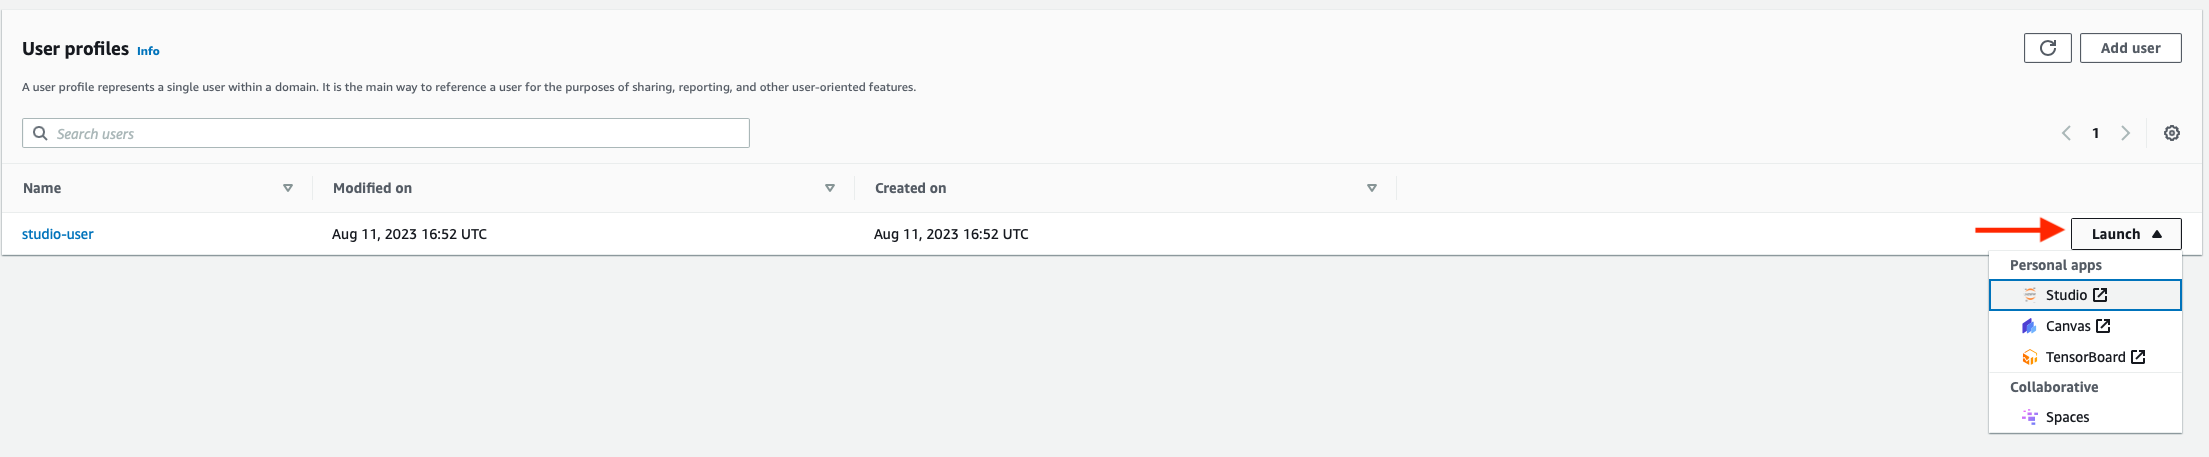 User profiles Info
Add user
A user profile represents a single user within a domain. It is the main way to reference a user for the purposes of sharing, reporting, and other user-oriented features.
Search users
1
Name Modified on Created on
studio-user Aug 11, 2023 16:52 UTC Aug 11, 2023 16:52 UTC Launch
Personal apps
Studio
Canvas
TensorBoard
Collaborative
Spaces